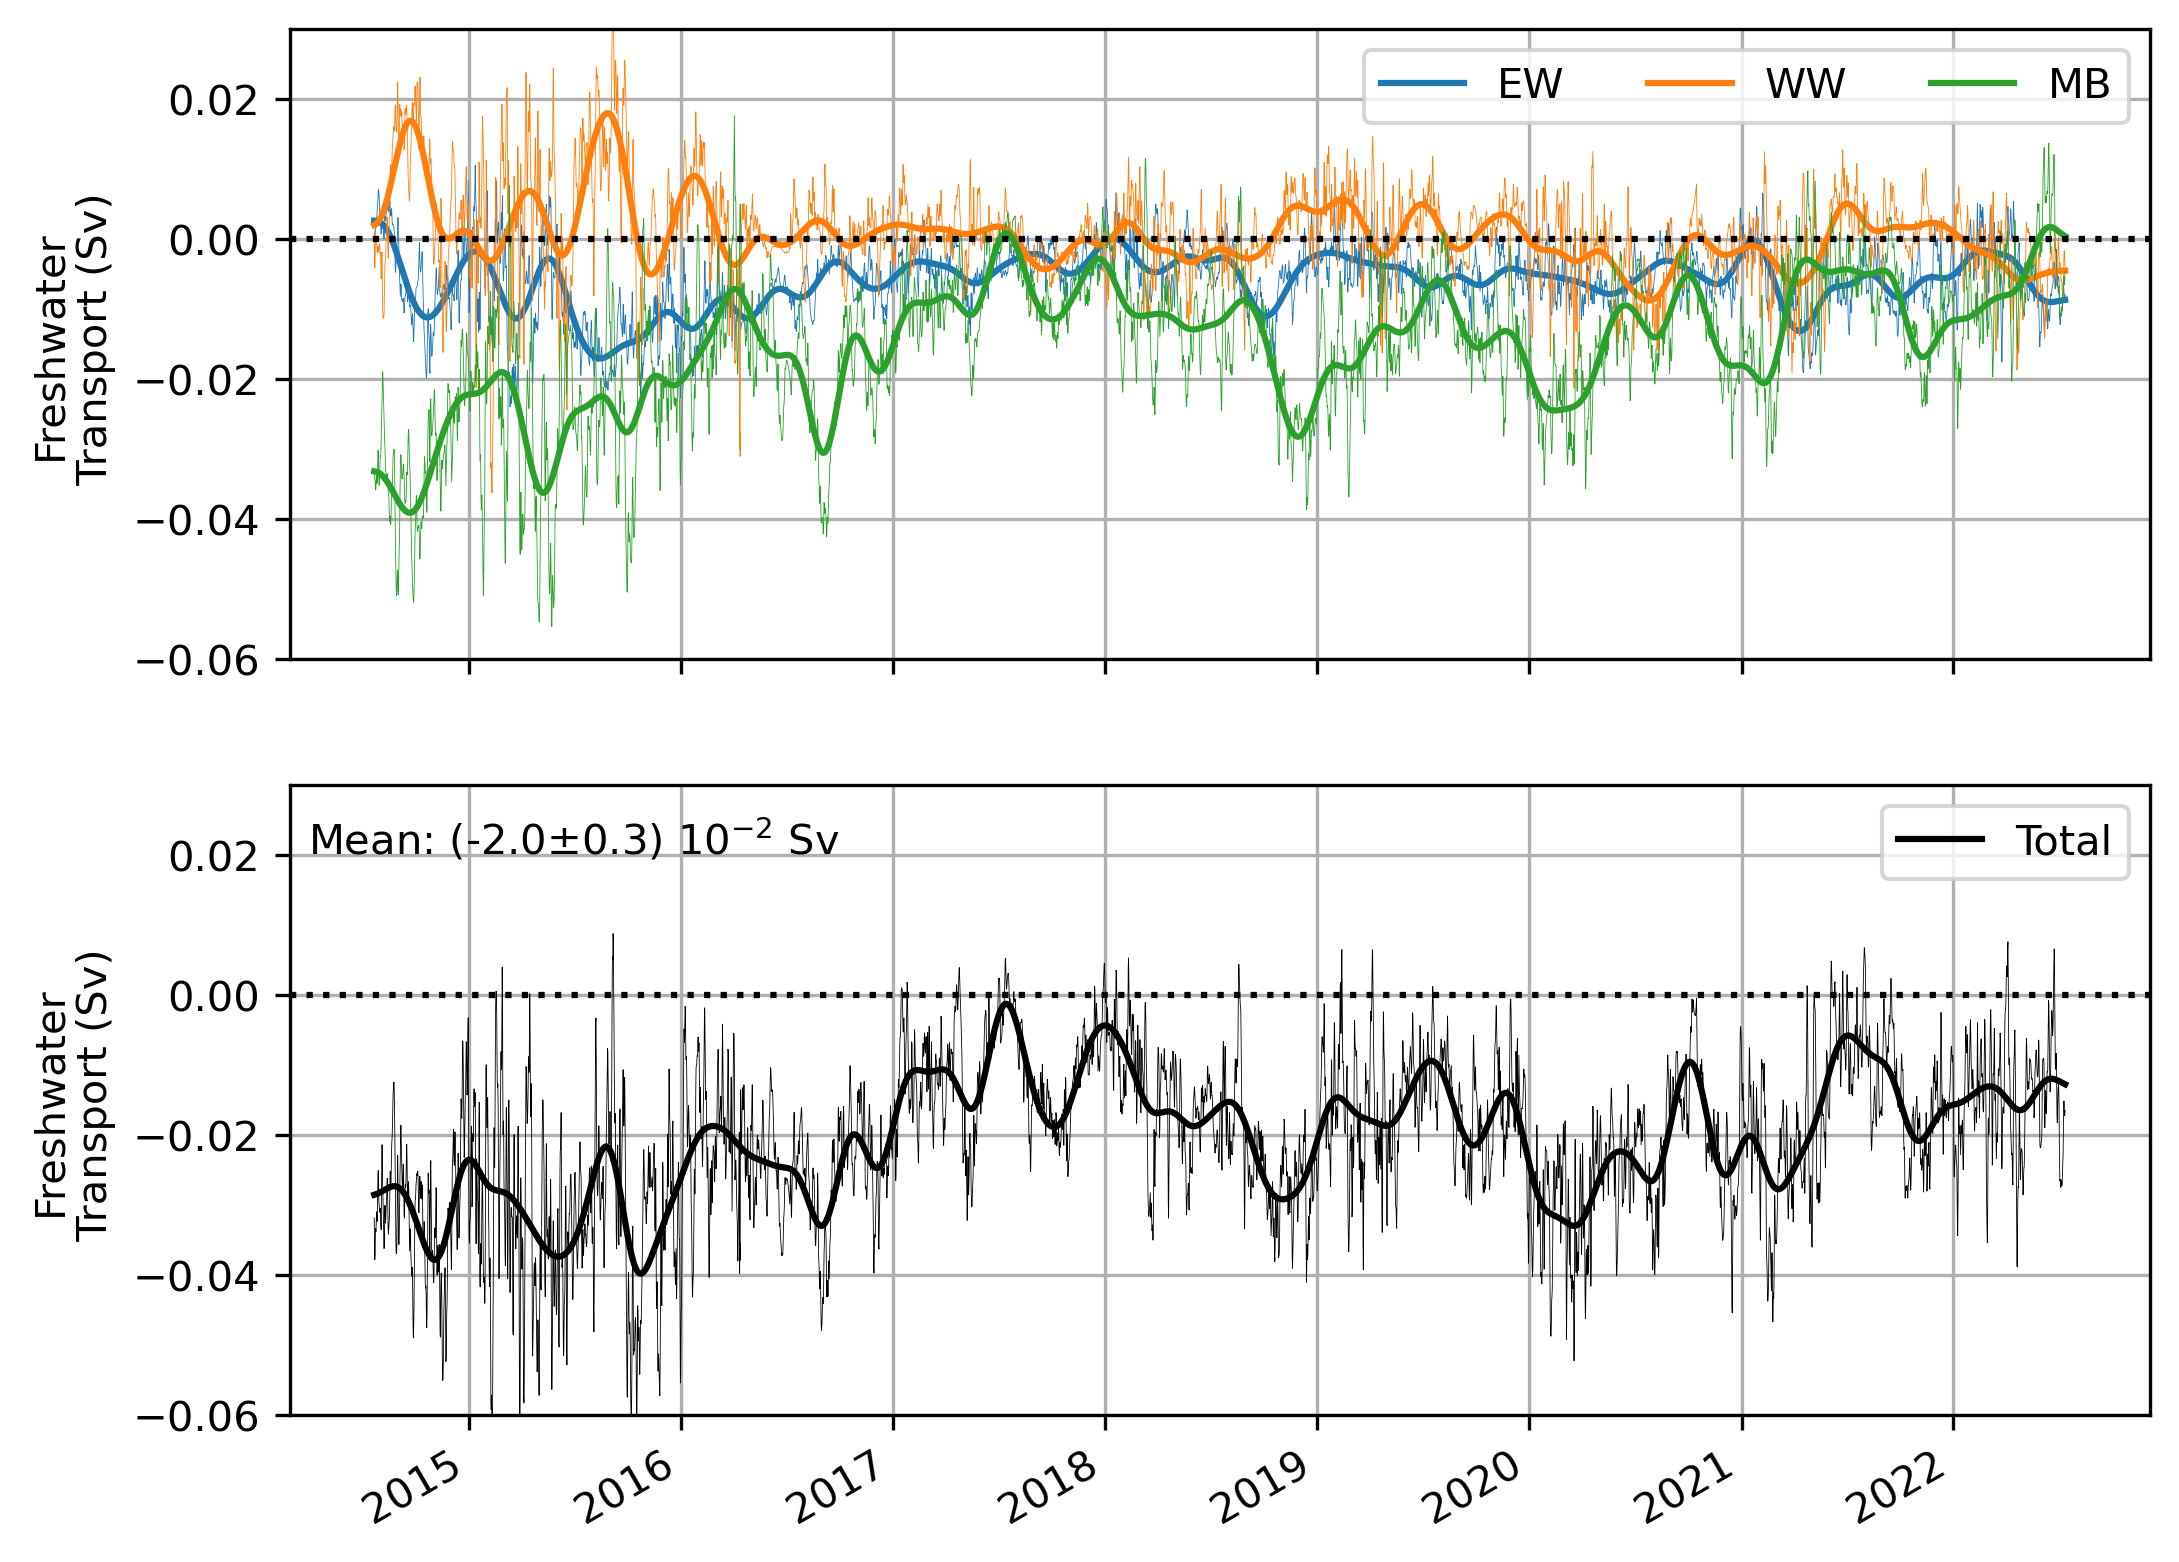 0.02
0.00
−0.02
−0.04
−0.06
Freshwater
Transport (Sv)
EW
WW
MB
Mean: (-2.0±0.3) 10⁻² Sv
Total
0.02
0.00
−0.02
−0.04
−0.06
Freshwater
Transport (Sv)
2015
2016
2017
2018
2019
2020
2021
2022